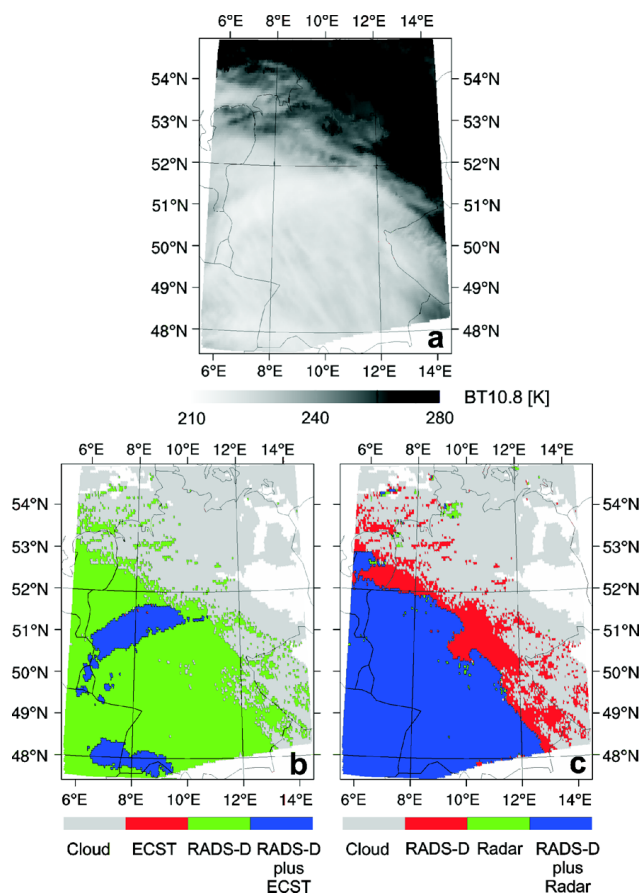 6°E 8°E 10°E 12°E 14°E
54°N 54°N
53°N 53°N
52°N 52°N
51°N 51°N
50°N 50°N
49°N 49°N
48°N 48°N
a
6°E 8°E 10°E 12°E 14°E
BT10.8 [K]
210 240 280
6°E 8°E 10°E 12°E 14°E
6°E 8°E 10°E 12°E 14°E
54°N 54°N
53°N 53°N
52°N 52°N
51°N 51°N
50°N 50°N
49°N 49°N
48°N 48°N
b
c
6°E 8°E 10°E 12°E 14°E
6°E 8°E 10°E 12°E 14°E
Cloud ECST RADS-D RADS-D
plus
ECST
Cloud RADS-D Radar RADS-D
plus
Radar